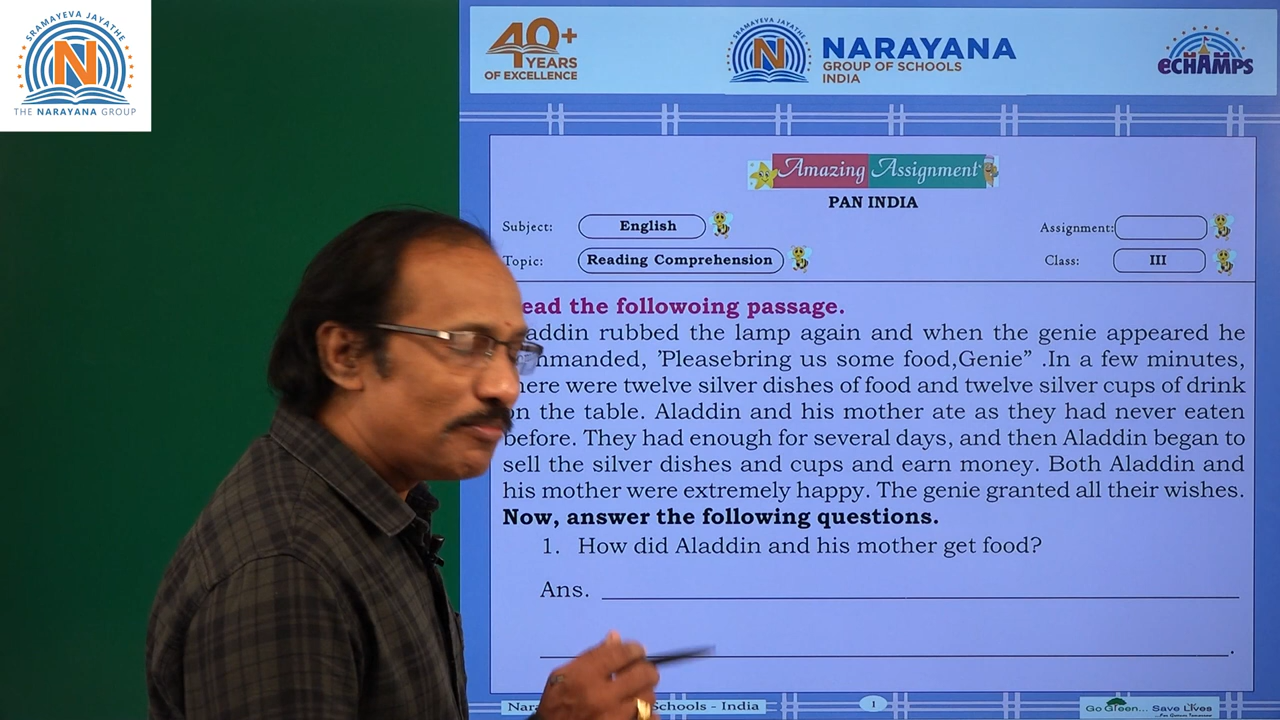 SRAMAYEVA JAYATHE
N
THE NARAYANA GROUP
40+
YEARS
OF EXCELLENCE
SRAMAYEVA JAYATHE
N
NARAYANA
GROUP OF SCHOOLS
INDIA
eCHAMPS
Amazing Assignment
PAN INDIA
Subject: English Assignment:
Topic: Reading Comprehension Class: III
ead the followoing passage.
addin rubbed the lamp again and when the genie appeared he
mmanded, ’Pleasebring us some food,Genie” .In a few minutes,
here were twelve silver dishes of food and twelve silver cups of drink
on the table. Aladdin and his mother ate as they had never eaten
before. They had enough for several days, and then Aladdin began to
sell the silver dishes and cups and earn money. Both Aladdin and
his mother were extremely happy. The genie granted all their wishes.
Now, answer the following questions.
1. How did Aladdin and his mother get food?
Ans.
.
Nara Schools - India 1 Go Green... Save Lives